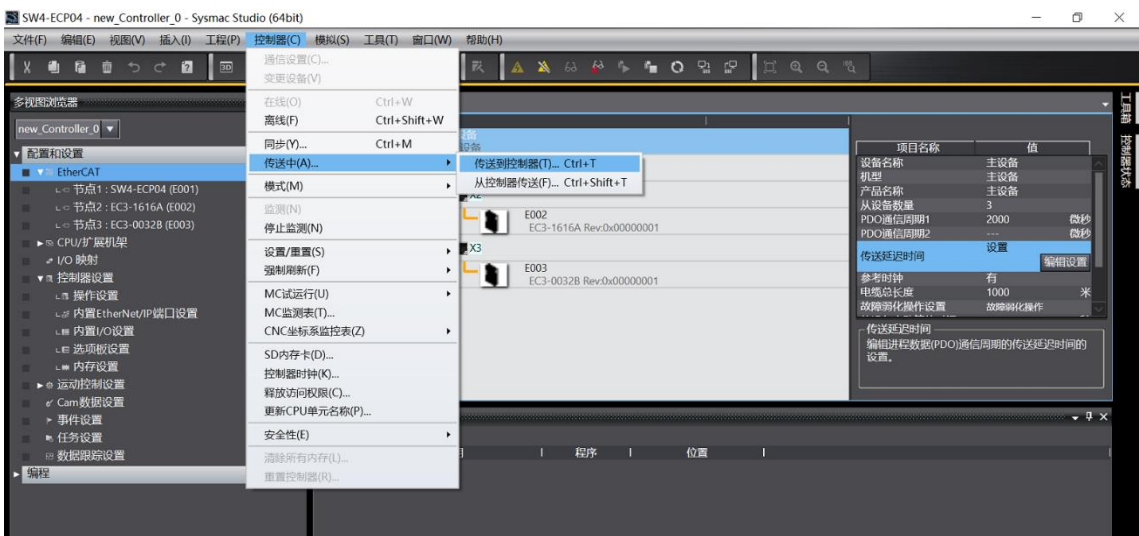 SW4-ECP04 - new_Controller_0 - Sysmac Studio (64bit)
文件(F) 编辑(E) 视图(V) 插入(I) 工程(P) 控制器(C) 模拟(S) 工具(T) 窗口(W) 帮助(H)
通信设置(C)...
变更设备(V)
在线(O) Ctrl+W
离线(F) Ctrl+Shift+W
同步(Y)... Ctrl+M
传送中(A)...
模式(M)
监测(N)
停止监测(N)
设置/重置(S)
强制刷新(F)
MC试运行(U)
MC监测表(T)...
CNC坐标系监控表(Z)
SD内存卡(D)...
控制器时钟(K)...
释放访问权限(C)...
更新CPU单元名称(P)...
安全性(E)
清除所有内存(L)...
重置控制器(R)...
传送到控制器(T)... Ctrl+T
从控制器传送(F)... Ctrl+Shift+T
多视图浏览器
new_Controller_0
配置和设置
EtherCAT
节点1 : SW4-ECP04 (E001)
节点2 : EC3-1616A (E002)
节点3 : EC3-0032B (E003)
CPU/扩展机架
I/O 映射
控制器设置
操作设置
内置EtherNet/IP端口设置
内置I/O设置
选项板设置
内存设置
运动控制设置
Cam数据设置
事件设置
任务设置
数据跟踪设置
编程
X2
E002
EC3-1616A Rev:0x00000001
X3
E003
EC3-0032B Rev:0x00000001
项目名称 值
设备名称 主设备
机型 主设备
产品名称 主设备
从设备数量 3
PDO通信周期1 2000 微秒
PDO通信周期2 --- 微秒
传送延迟时间 设置
编辑设置
参考时钟 有
电缆总长度 1000 米
故障弱化操作设置 故障弱化操作
传送延迟时间
编辑进程数据(PDO)通信周期的传送延迟时间的
设置。
工具箱
控制器状态
程序 位置